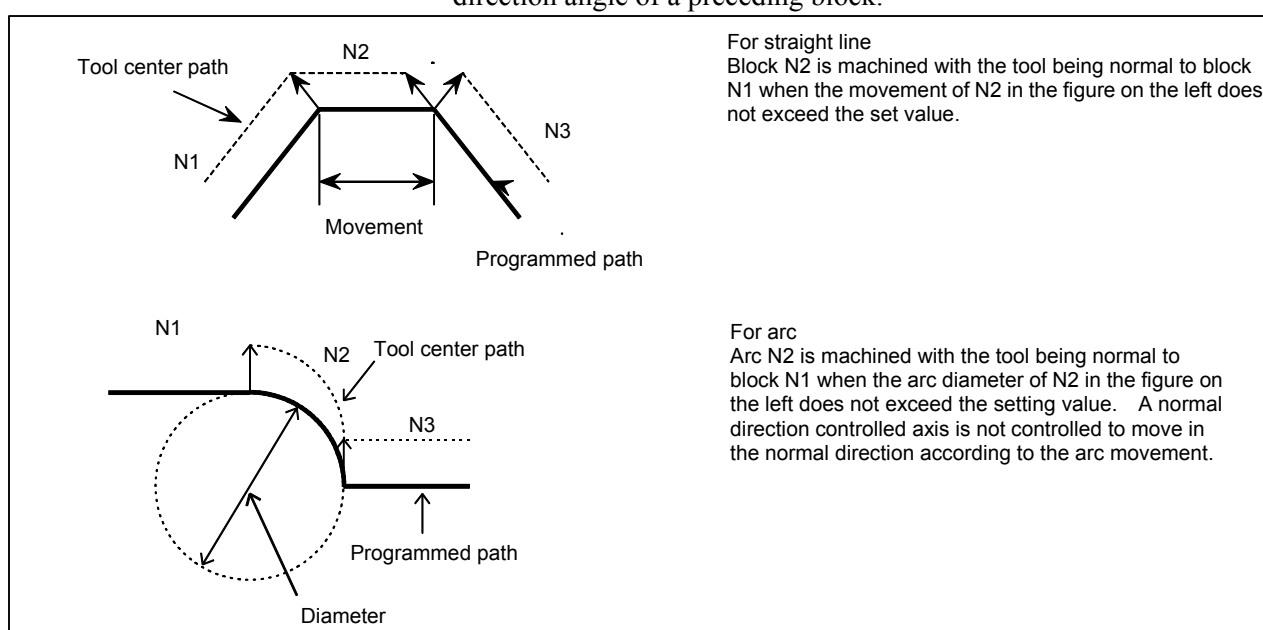 direction angle of a preceding block.
Tool center path
N2
N1
N3
Movement
Programmed path
For straight line
Block N2 is machined with the tool being normal to block
N1 when the movement of N2 in the figure on the left does
not exceed the set value.
N1
N2
Tool center path
N3
Programmed path
Diameter
For arc
Arc N2 is machined with the tool being normal to
block N1 when the arc diameter of N2 in the figure on
the left does not exceed the setting value. A normal
direction controlled axis is not controlled to move in
the normal direction according to the arc movement.